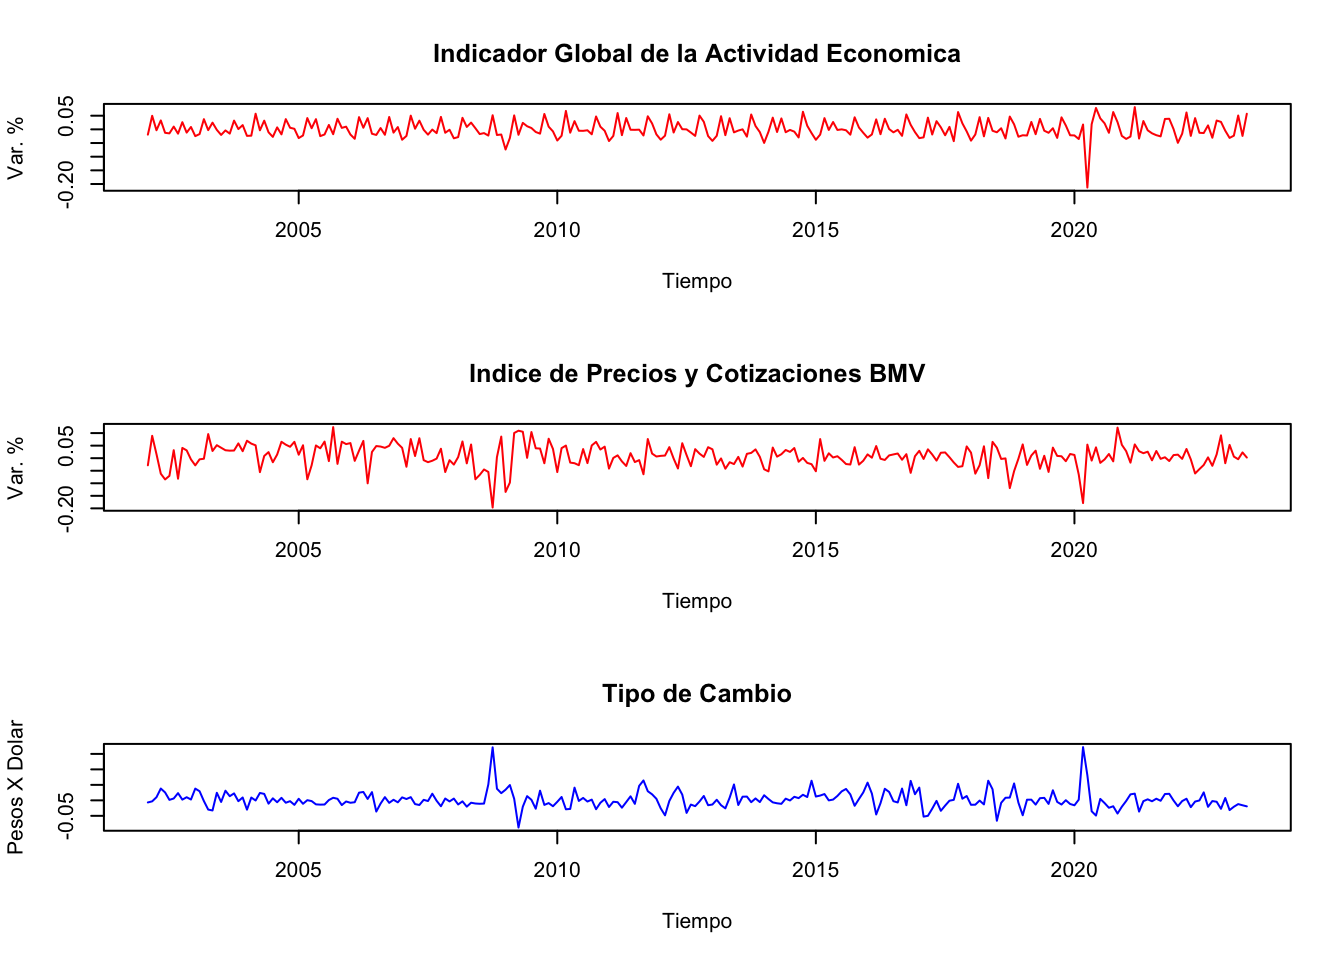 Indicador Global de la Actividad Economica
Var. %
0.05
-0.20
2005 2010 2015 2020
Tiempo
Indice de Precios y Cotizaciones BMV
Var. %
0.05
-0.20
2005 2010 2015 2020
Tiempo
Tipo de Cambio
Pesos X Dolar
-0.05
2005 2010 2015 2020
Tiempo